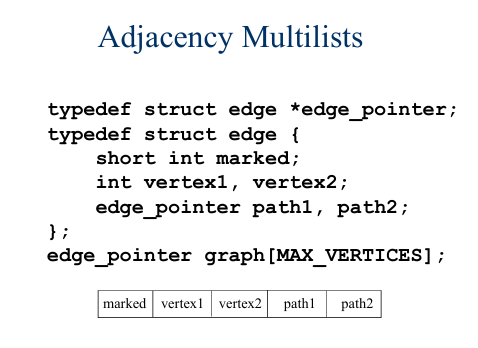 Adjacency Multilists
typedef struct edge *edge_pointer;
typedef struct edge {
    short int marked;
    int vertex1, vertex2;
    edge_pointer path1, path2;
};
edge_pointer graph[MAX_VERTICES];
marked vertex1 vertex2 path1 path2